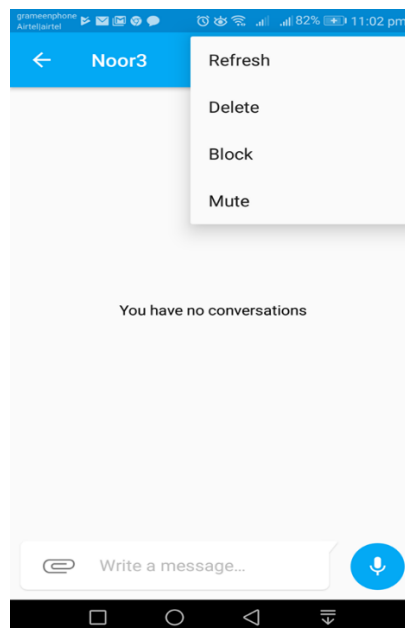 grameenphone
Airtel|airtel
82% 11:02 pm
Noor3
Refresh
Delete
Block
Mute
You have no conversations
Write a message...